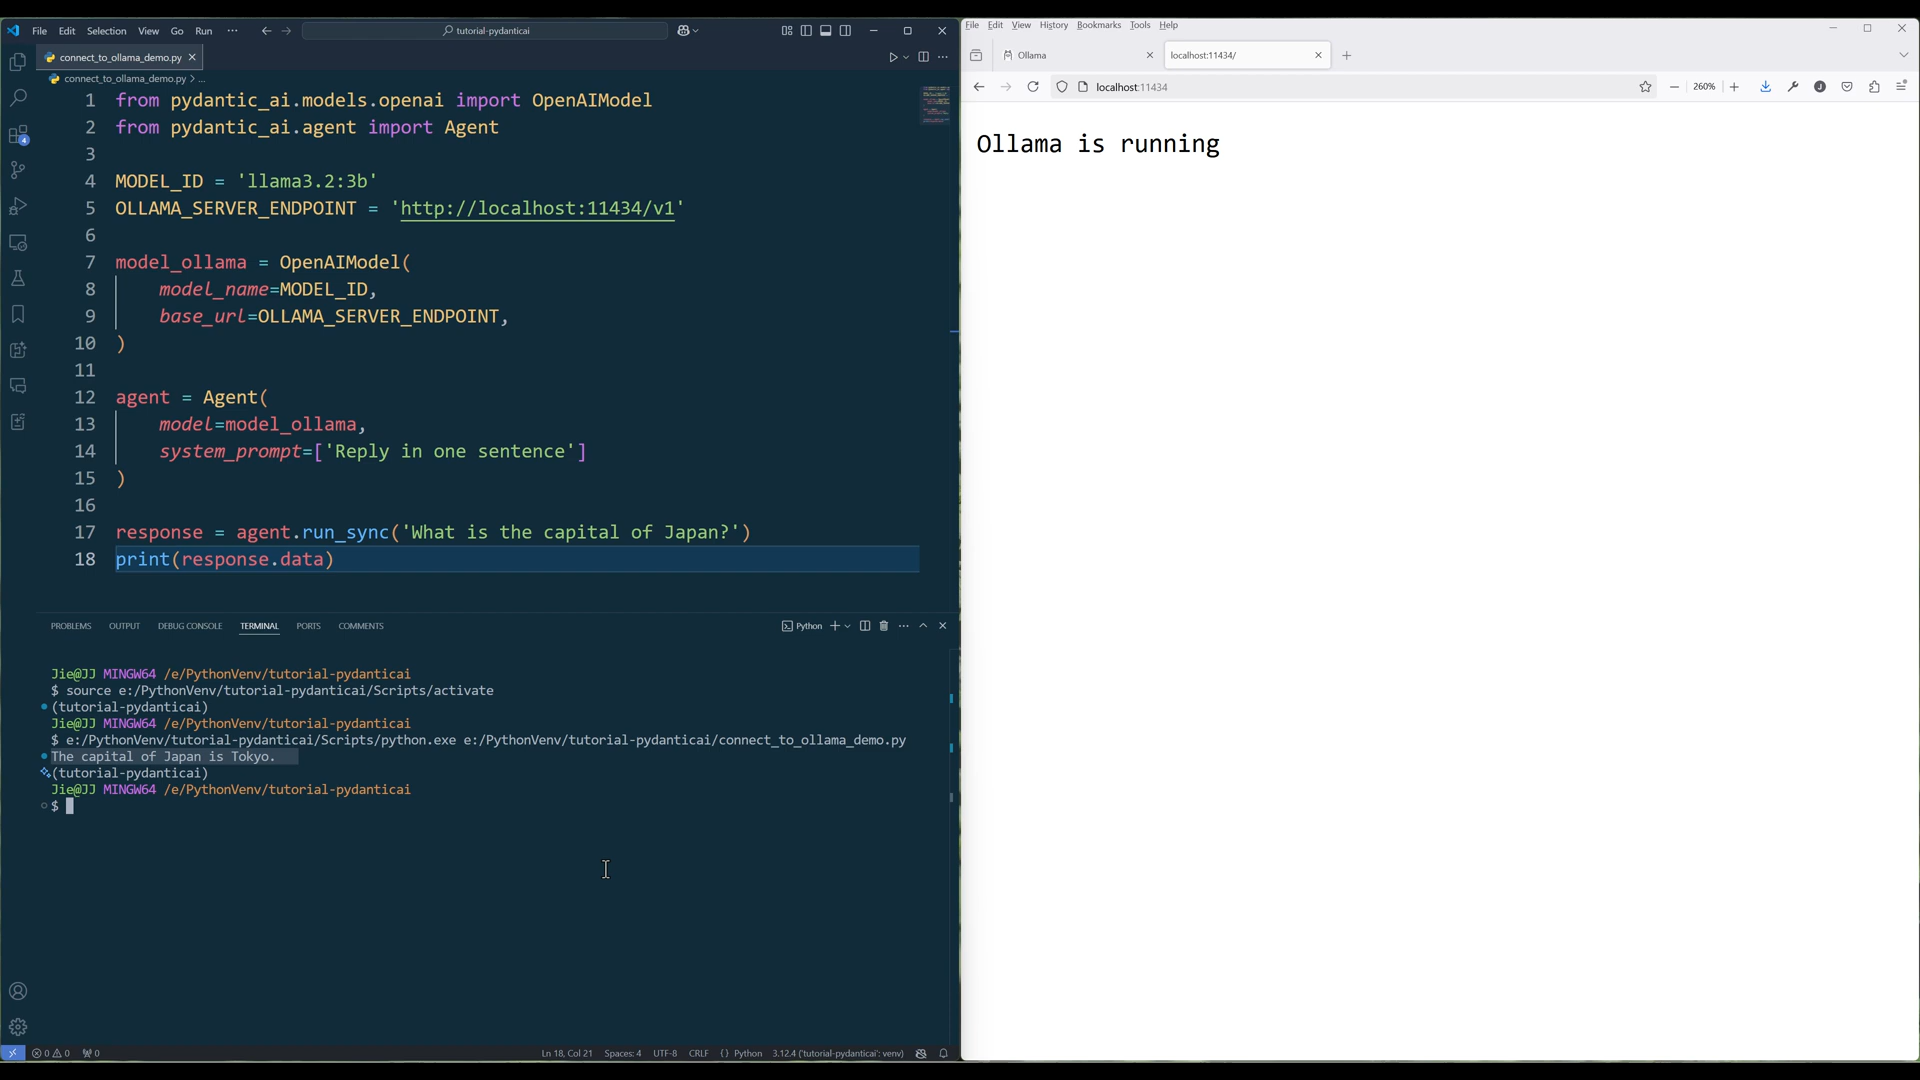 File Edit Selection View Go Run ··· tutorial-pydanticai
connect_to_ollama_demo.py
connect_to_ollama_demo.py > ...
1 from pydantic_ai.models.openai import OpenAIModel
2 from pydantic_ai.agent import Agent
3
4 MODEL_ID = 'llama3.2:3b'
5 OLLAMA_SERVER_ENDPOINT = 'http://localhost:11434/v1'
6
7 model_ollama = OpenAIModel(
8 model_name=MODEL_ID,
9 base_url=OLLAMA_SERVER_ENDPOINT,
10 )
11
12 agent = Agent(
13 model=model_ollama,
14 system_prompt=['Reply in one sentence']
15 )
16
17 response = agent.run_sync('What is the capital of Japan?')
18 print(response.data)
4
PROBLEMS OUTPUT DEBUG CONSOLE TERMINAL PORTS COMMENTS Python
Jie@JJ MINGW64 /e/PythonVenv/tutorial-pydanticai
$ source e:/PythonVenv/tutorial-pydanticai/Scripts/activate
(tutorial-pydanticai)
Jie@JJ MINGW64 /e/PythonVenv/tutorial-pydanticai
$ e:/PythonVenv/tutorial-pydanticai/Scripts/python.exe e:/PythonVenv/tutorial-pydanticai/connect_to_ollama_demo.py
The capital of Japan is Tokyo.
(tutorial-pydanticai)
Jie@JJ MINGW64 /e/PythonVenv/tutorial-pydanticai
$
0 0 0 Ln 18, Col 21 Spaces: 4 UTF-8 CRLF {} Python 3.12.4 ('tutorial-pydanticai': venv)
File Edit View History Bookmarks Tools Help
Ollama localhost:11434/
localhost:11434 260% J
Ollama is running